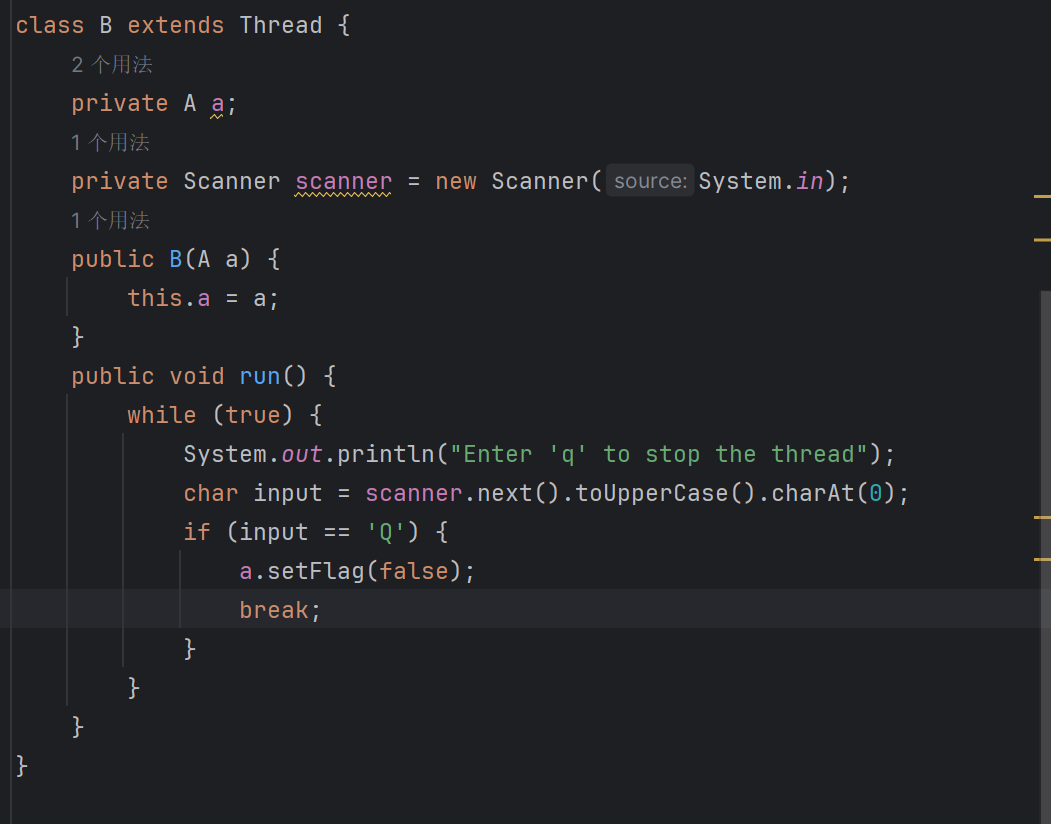 class B extends Thread {
2 个用法
private A a;
1 个用法
private Scanner scanner = new Scanner( source: System.in);
1 个用法
public B(A a) {
this.a = a;
}
public void run() {
while (true) {
System.out.println("Enter 'q' to stop the thread");
char input = scanner.next().toUpperCase().charAt(0);
if (input == 'Q') {
a.setFlag(false);
break;
}
}
}
}